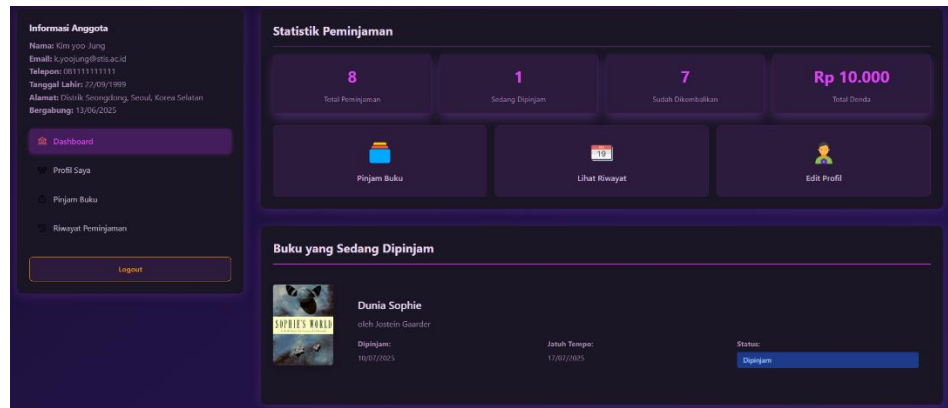 Informasi Anggota
Nama: Kim yoo-Jung
Email: k.yoojung@stis.ac.id
Telepon: 081111111111
Tanggal Lahir: 22/09/1999
Alamat: Distrik Seongdong, Seoul, Korea Selatan
Bergabung: 13/06/2025
Dashboard
Profil Saya
Pinjam Buku
Riwayat Peminjaman
Logout
Statistik Peminjaman
8
Total Peminjaman
1
Sedang Dipinjam
7
Sudah Dikembalikan
Rp 10.000
Total Denda
Pinjam Buku
19
Lihat Riwayat
Edit Profil
Buku yang Sedang Dipinjam
SOPHIE'S WORLD
Dunia Sophie
oleh Jostein Gaarder
Dipinjam:
10/07/2025
Jatuh Tempo:
17/07/2025
Status:
Dipinjam